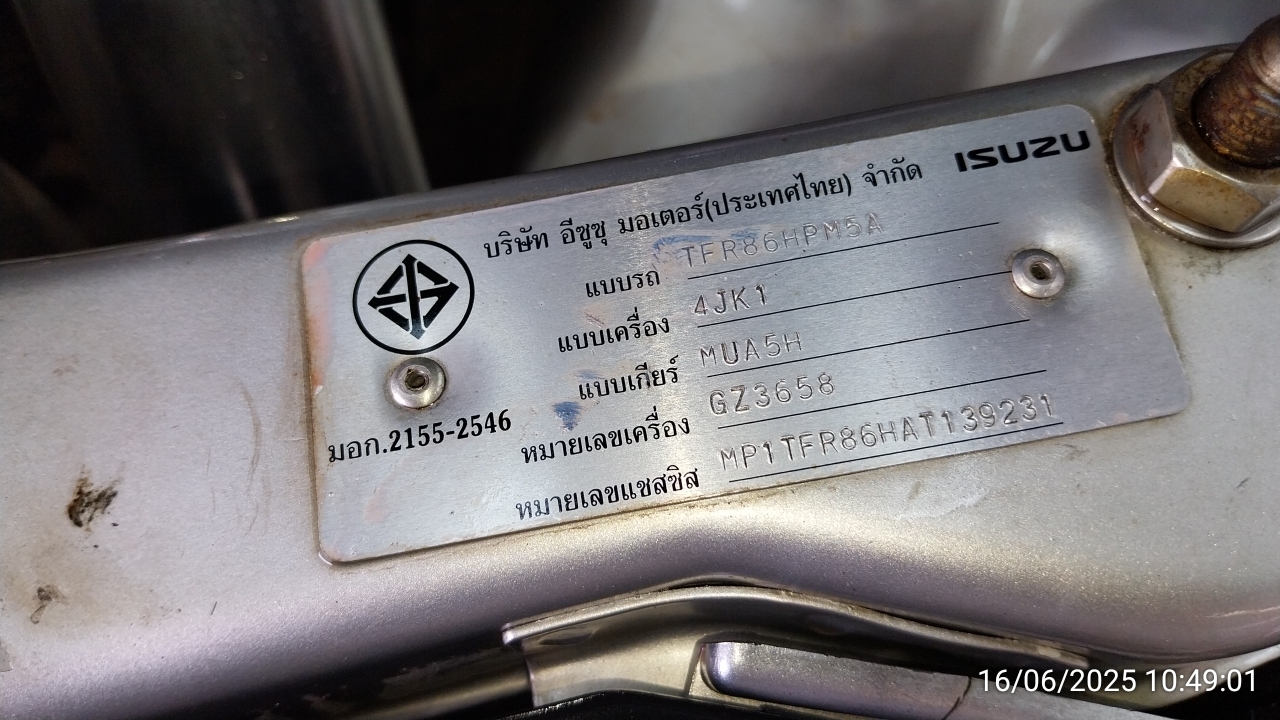 ISUZU
บริษัท อีซูซุ มอเตอร์(ประเทศไทย) จำกัด
แบบรถ TFR86HPM5A
แบบเครื่อง 4JK1
แบบเกียร์ MUA5H
หมายเลขเครื่อง GZ3658
หมายเลขแชสซิส MP1TFR86HAT139231
มอก.2155-2546
16/06/2025 10:49:01